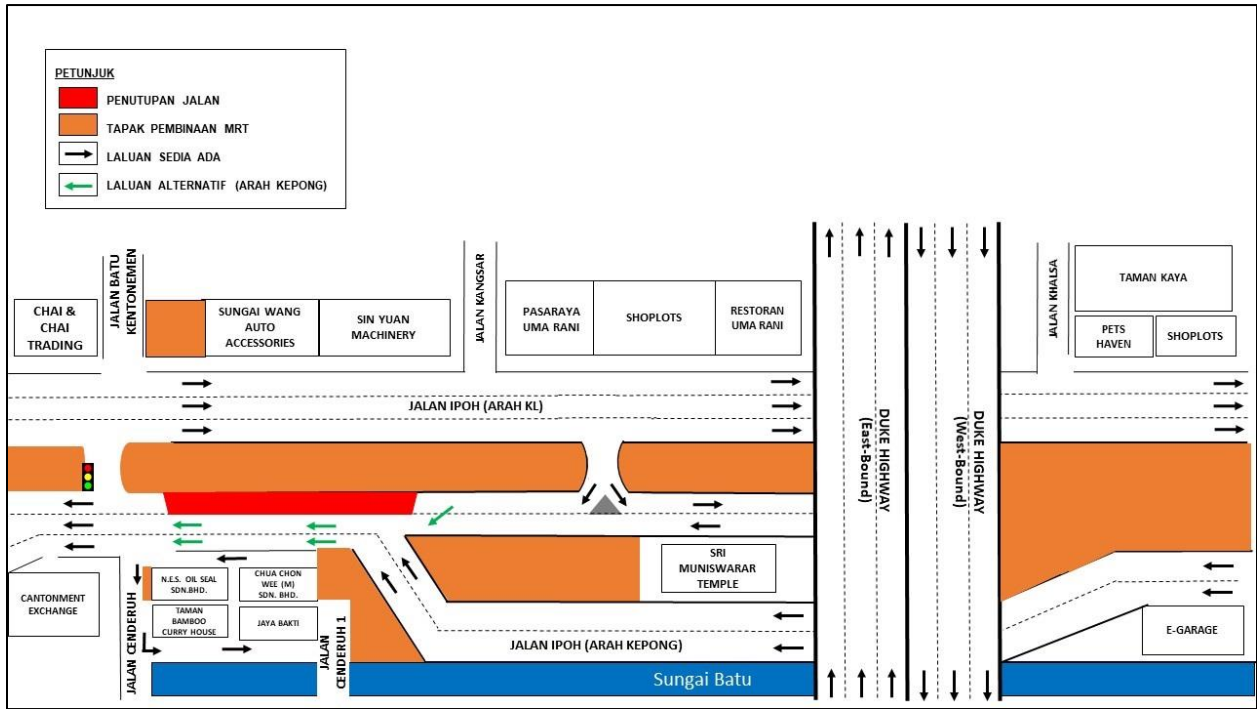 PETUNJUK
PENUTUPAN JALAN
TAPAK PEMBINAAN MRT
LALUAN SEDIA ADA
LALUAN ALTERNATIF (ARAH KEPONG)
CHAI &
CHAI
TRADING
JALAN BATU
KENTONEMEN
SUNGAI WANG
AUTO
ACCESSORIES
SIN YUAN
MACHINERY
JALAN KANGSAR
PASARAYA
UMA RANI
SHOPLOTS
RESTORAN
UMA RANI
JALAN KHALSA
TAMAN KAYA
PETS
HAVEN
SHOPLOTS
JALAN IPOH (ARAH KL)
DUKE HIGHWAY
(East-Bound)
DUKE HIGHWAY
(West-Bound)
CANTONMENT
EXCHANGE
JALAN CENDERUH
N.E.S. OIL SEAL
SDN.BHD.
CHUA CHON
WEE (M)
SDN. BHD.
TAMAN
BAMBOO
CURRY HOUSE
JAYA BAKTI
JALAN
CENDERUH 1
SRI
MUNISWARAR
TEMPLE
JALAN IPOH (ARAH KEPONG)
E-GARAGE
Sungai Batu